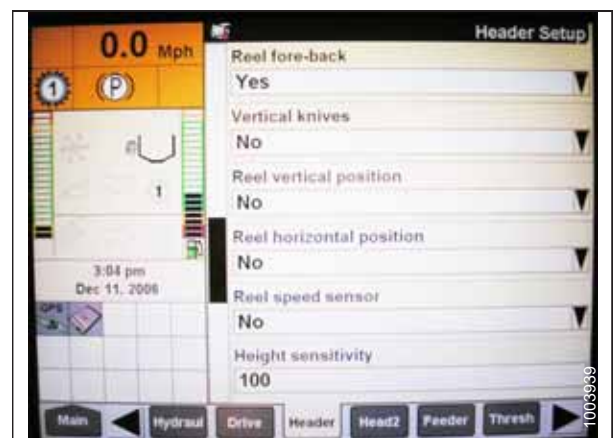 0.0 Mph
1
(P)
1
3:04 pm
Dec 11, 2006
GPS
Header Setup
Reel fore-back
Yes
Vertical knives
No
Reel vertical position
No
Reel horizontal position
No
Reel speed sensor
No
Height sensitivity
100
Main
Hydraul
Drive
Header
Head2
Feeder
Thresh
1003939